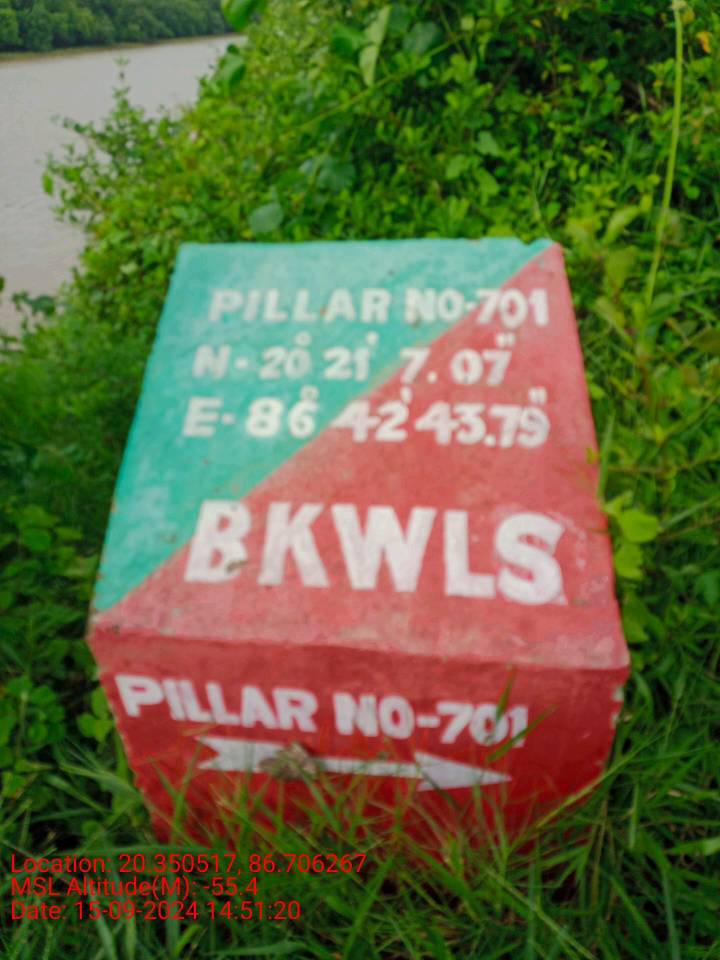 PILLAR NO-701
N-20° 21' 7.07"
E-86° 42' 43.79"
BKWLS
PILLAR NO-701
Location: 20.350517, 86.706267
MSL Altitude(M): -55.4
Date: 15-09-2024 14:51:20